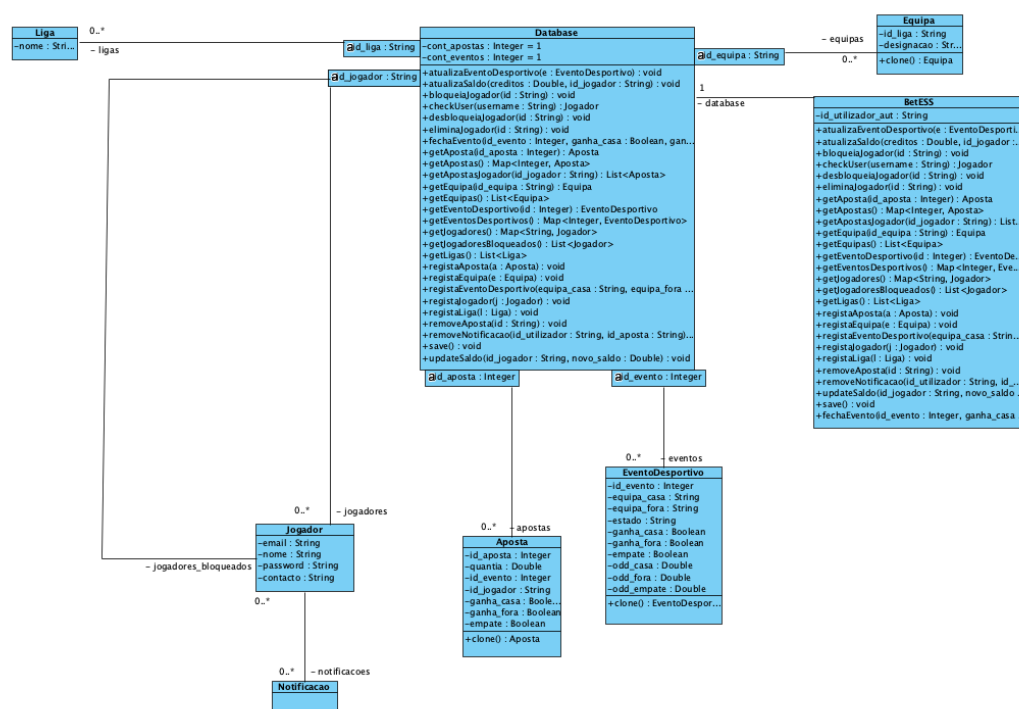 Liga
-nome : Stri...
0..*
- ligas
id_liga : String
id_jogador : String
Database
-cont_apostas : Integer = 1
-cont_eventos : Integer = 1
+atualizaEventoDesportivo(e : EventoDesportivo) : void
+atualizaSaldo(creditos : Double, id_jogador : String) : void
+bloqueiaJogador(id : String) : void
+checkUser(username : String) : Jogador
+desbloqueiaJogador(id : String) : void
+eliminaJogador(id : String) : void
+fechaEvento(id_evento : Integer, ganha_casa : Boolean, gan...
+getAposta(id_aposta : Integer) : Aposta
+getApostas() : Map<Integer, Aposta>
+getApostasJogador(id_jogador : String) : List<Aposta>
+getEquipa(id_equipa : String) : Equipa
+getEquipas() : List<Equipa>
+getEventoDesportivo(id : Integer) : EventoDesportivo
+getEventosDesportivos() : Map<Integer, EventoDesportivo>
+getJogadores() : Map<String, Jogador>
+getJogadoresBloqueados() : List<Jogador>
+getLigas() : List<Liga>
+registaAposta(a : Aposta) : void
+registaEquipa(e : Equipa) : void
+registaEventoDesportivo(equipa_casa : String, equipa_fora ...
+registaJogador(j : Jogador) : void
+registaLiga(l : Liga) : void
+removeAposta(id : String) : void
+removeNotificacao(id_utilizador : String, id_aposta : String)...
+save() : void
+updateSaldo(id_jogador : String, novo_saldo : Double) : void
id_aposta : Integer
id_evento : Integer
id_equipa : String
- equipas
0..*
Equipa
-id_liga : String
-designacao : Str...
+clone() : Equipa
1
- database
BetESS
-id_utilizador_aut : String
+atualizaEventoDesportivo(e : EventoDesporti...
+atualizaSaldo(creditos : Double, id_jogador :...
+bloqueiaJogador(id : String) : void
+checkUser(username : String) : Jogador
+desbloqueiaJogador(id : String) : void
+eliminaJogador(id : String) : void
+getAposta(id_aposta : Integer) : Aposta
+getApostas() : Map<Integer, Aposta>
+getApostasJogador(id_jogador : String) : List...
+getEquipa(id_equipa : String) : Equipa
+getEquipas() : List<Equipa>
+getEventoDesportivo(id : Integer) : EventoDe...
+getEventosDesportivos() : Map<Integer, Eve...
+getJogadores() : Map<String, Jogador>
+getJogadoresBloqueados() : List<Jogador>
+getLigas() : List<Liga>
+registaAposta(a : Aposta) : void
+registaEquipa(e : Equipa) : void
+registaEventoDesportivo(equipa_casa : Strin...
+registaJogador(j : Jogador) : void
+registaLiga(l : Liga) : void
+removeAposta(id : String) : void
+removeNotificacao(id_utilizador : String, id_...
+updateSaldo(id_jogador : String, novo_saldo ...
+save() : void
+fechaEvento(id_evento : Integer, ganha_casa
0..*
- jogadores
- jogadores_bloqueados
0..*
Jogador
-email : String
-nome : String
-password : String
-contacto : String
0..*
- notificacoes
Notificacao
0..*
- apostas
Aposta
-id_aposta : Integer
-quantia : Double
-id_evento : Integer
-id_jogador : String
-ganha_casa : Boole...
-ganha_fora : Boolean
-empate : Boolean
+clone() : Aposta
0..*
- eventos
EventoDesportivo
-id_evento : Integer
-equipa_casa : String
-equipa_fora : String
-estado : String
-ganha_casa : Boolean
-ganha_fora : Boolean
-empate : Boolean
-odd_casa : Double
-odd_fora : Double
-odd_empate : Double
+clone() : EventoDespor...